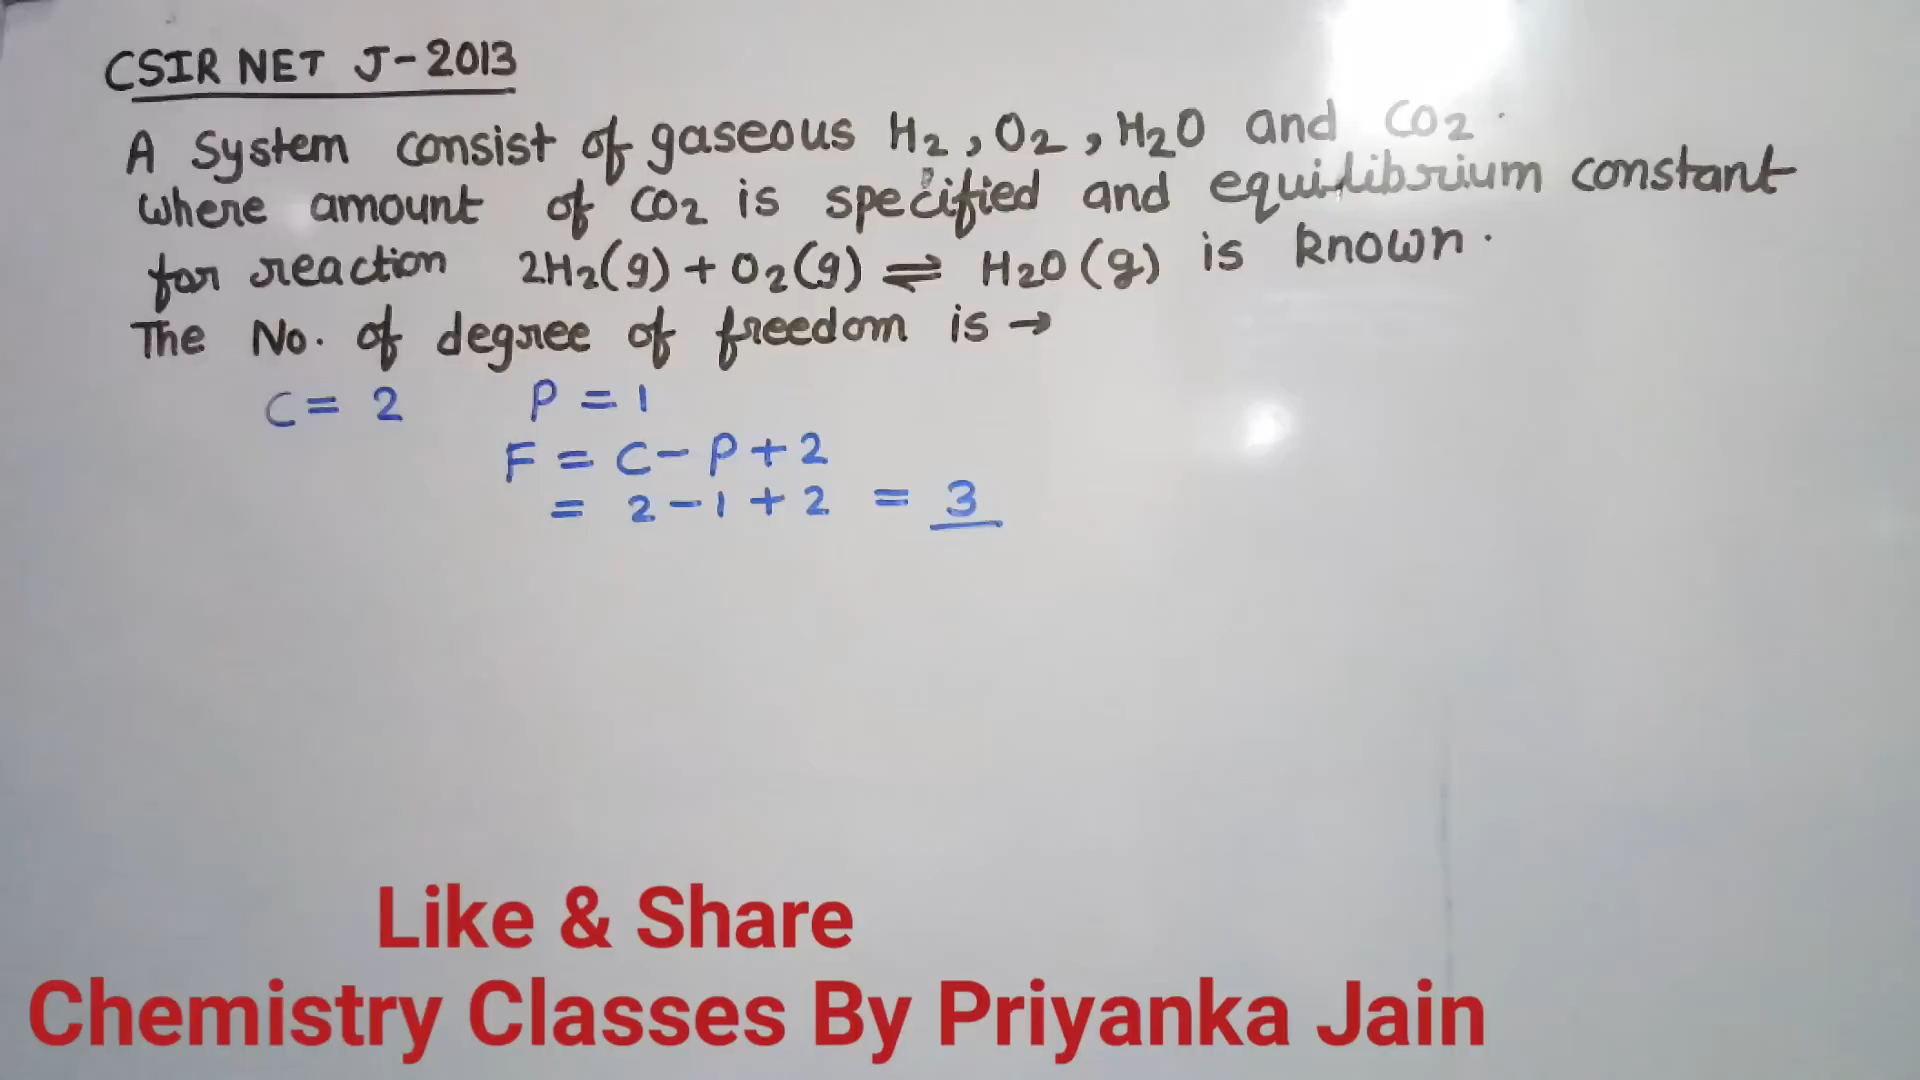 CSIR NET J-2013
A System consist of gaseous H2, O2, H2O and CO2.
where amount of CO2 is specified and equilibrium constant
for reaction 2H2(g) + O2(g) ⇌ H2O(g) is known.
The No. of degree of freedom is →
C = 2 P = 1
F = C - P + 2
= 2 - 1 + 2 = 3
Like & Share
Chemistry Classes By Priyanka Jain